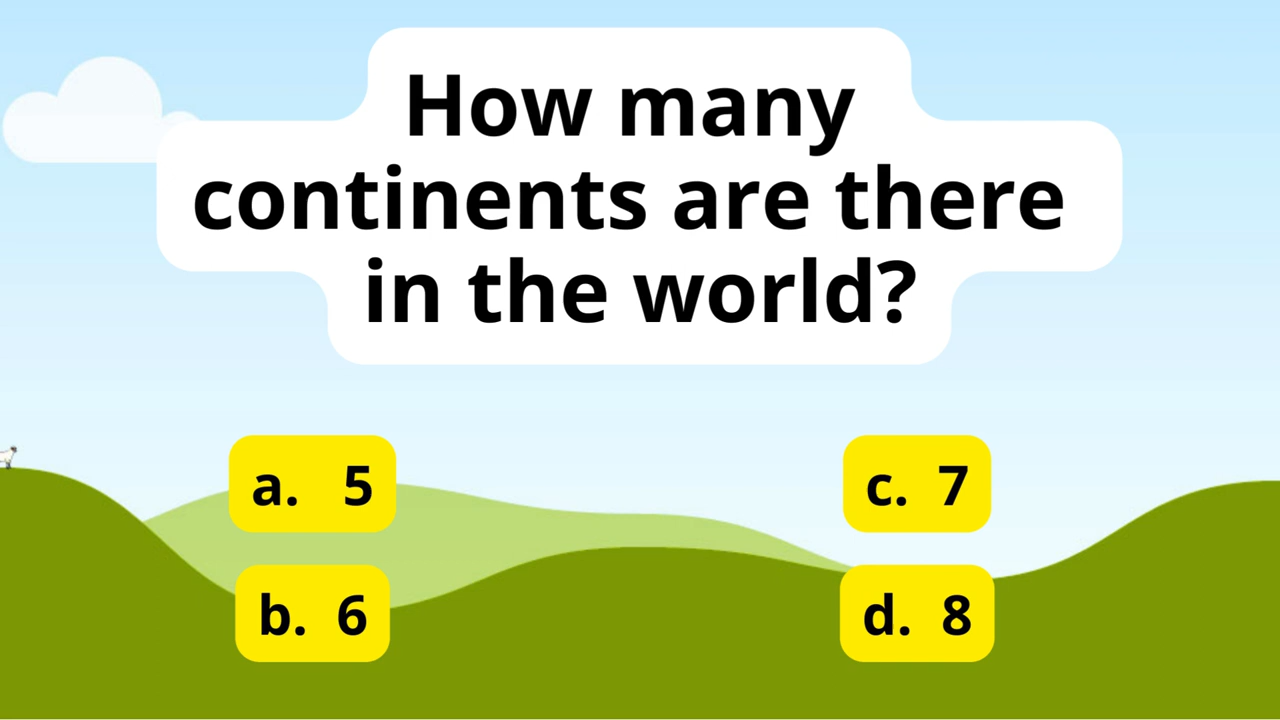 How many
continents are there
in the world?
a. 5
c. 7
b. 6
d. 8